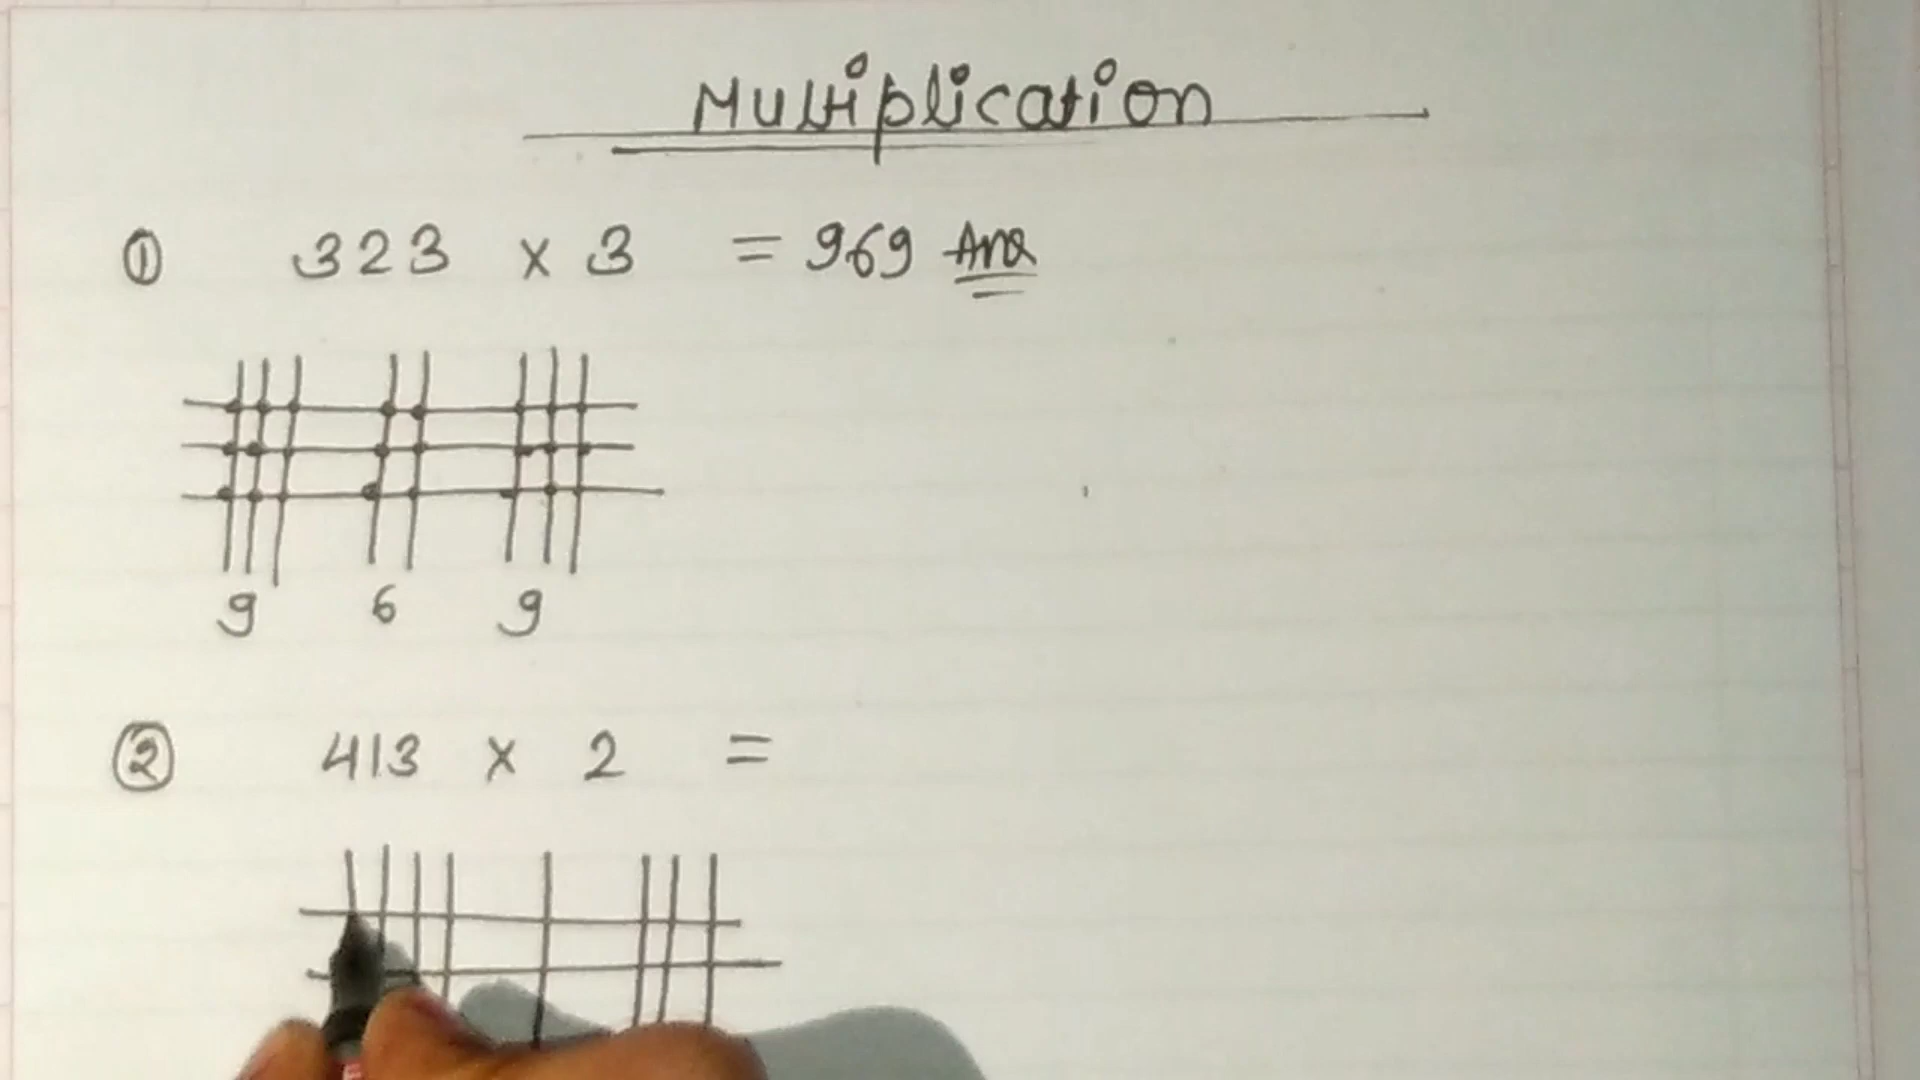 Multiplication
① 323 x 3 = 969 Ans
9 6 9
② 413 x 2 =